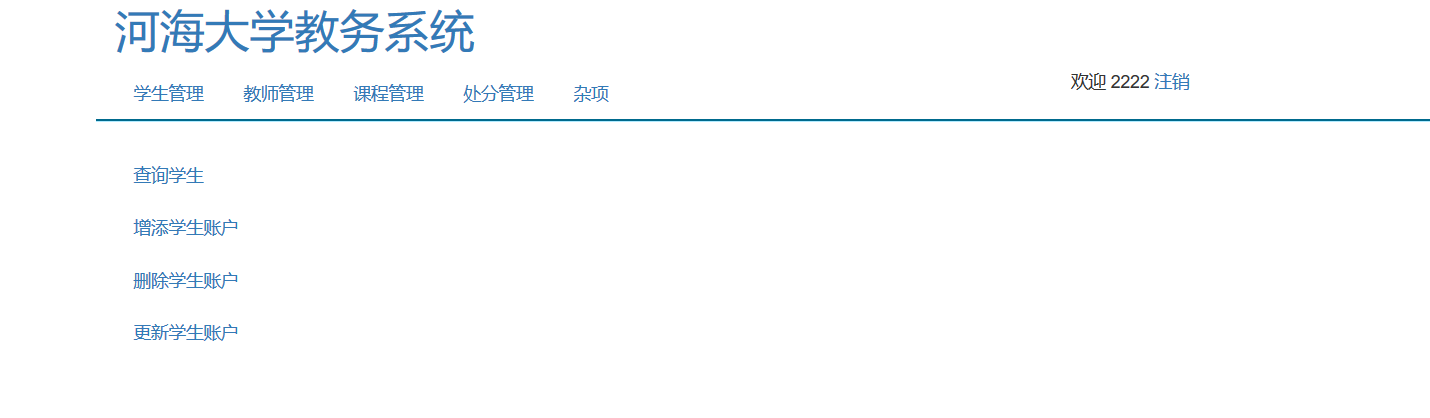 河海大学教务系统
学生管理 教师管理 课程管理 处分管理 杂项 欢迎 2222 注销
查询学生
增添学生账户
删除学生账户
更新学生账户